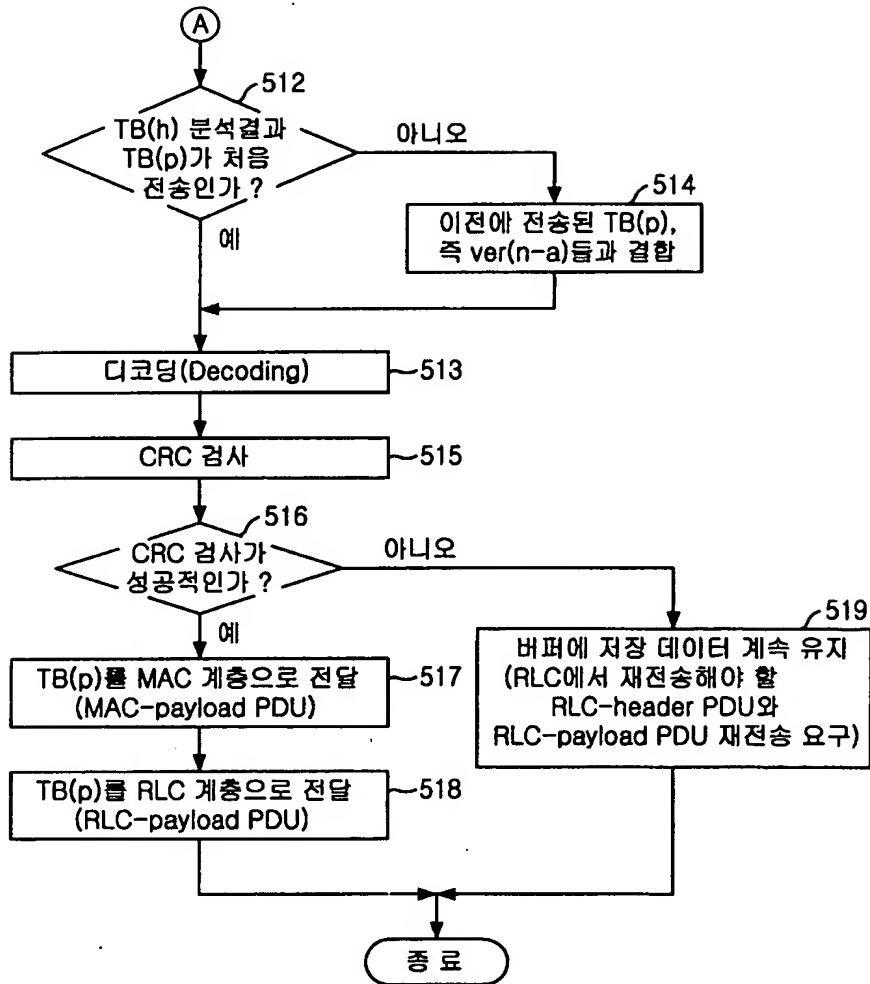 A
512
TB(h) 분석결과
TB(p)가 처음
전송인가 ?
아니오
예
514
이전에 전송된 TB(p),
즉 ver(n-a)들과 결합
디코딩(Decoding)
513
CRC 검사
515
516
CRC 검사가
성공적인가 ?
아니오
예
519
버퍼에 저장 데이터 계속 유지
(RLC에서 재전송해야 할
RLC-header PDU와
RLC-payload PDU 재전송 요구)
TB(p)를 MAC 계층으로 전달
(MAC-payload PDU)
517
TB(p)를 RLC 계층으로 전달
(RLC-payload PDU)
518
종 료